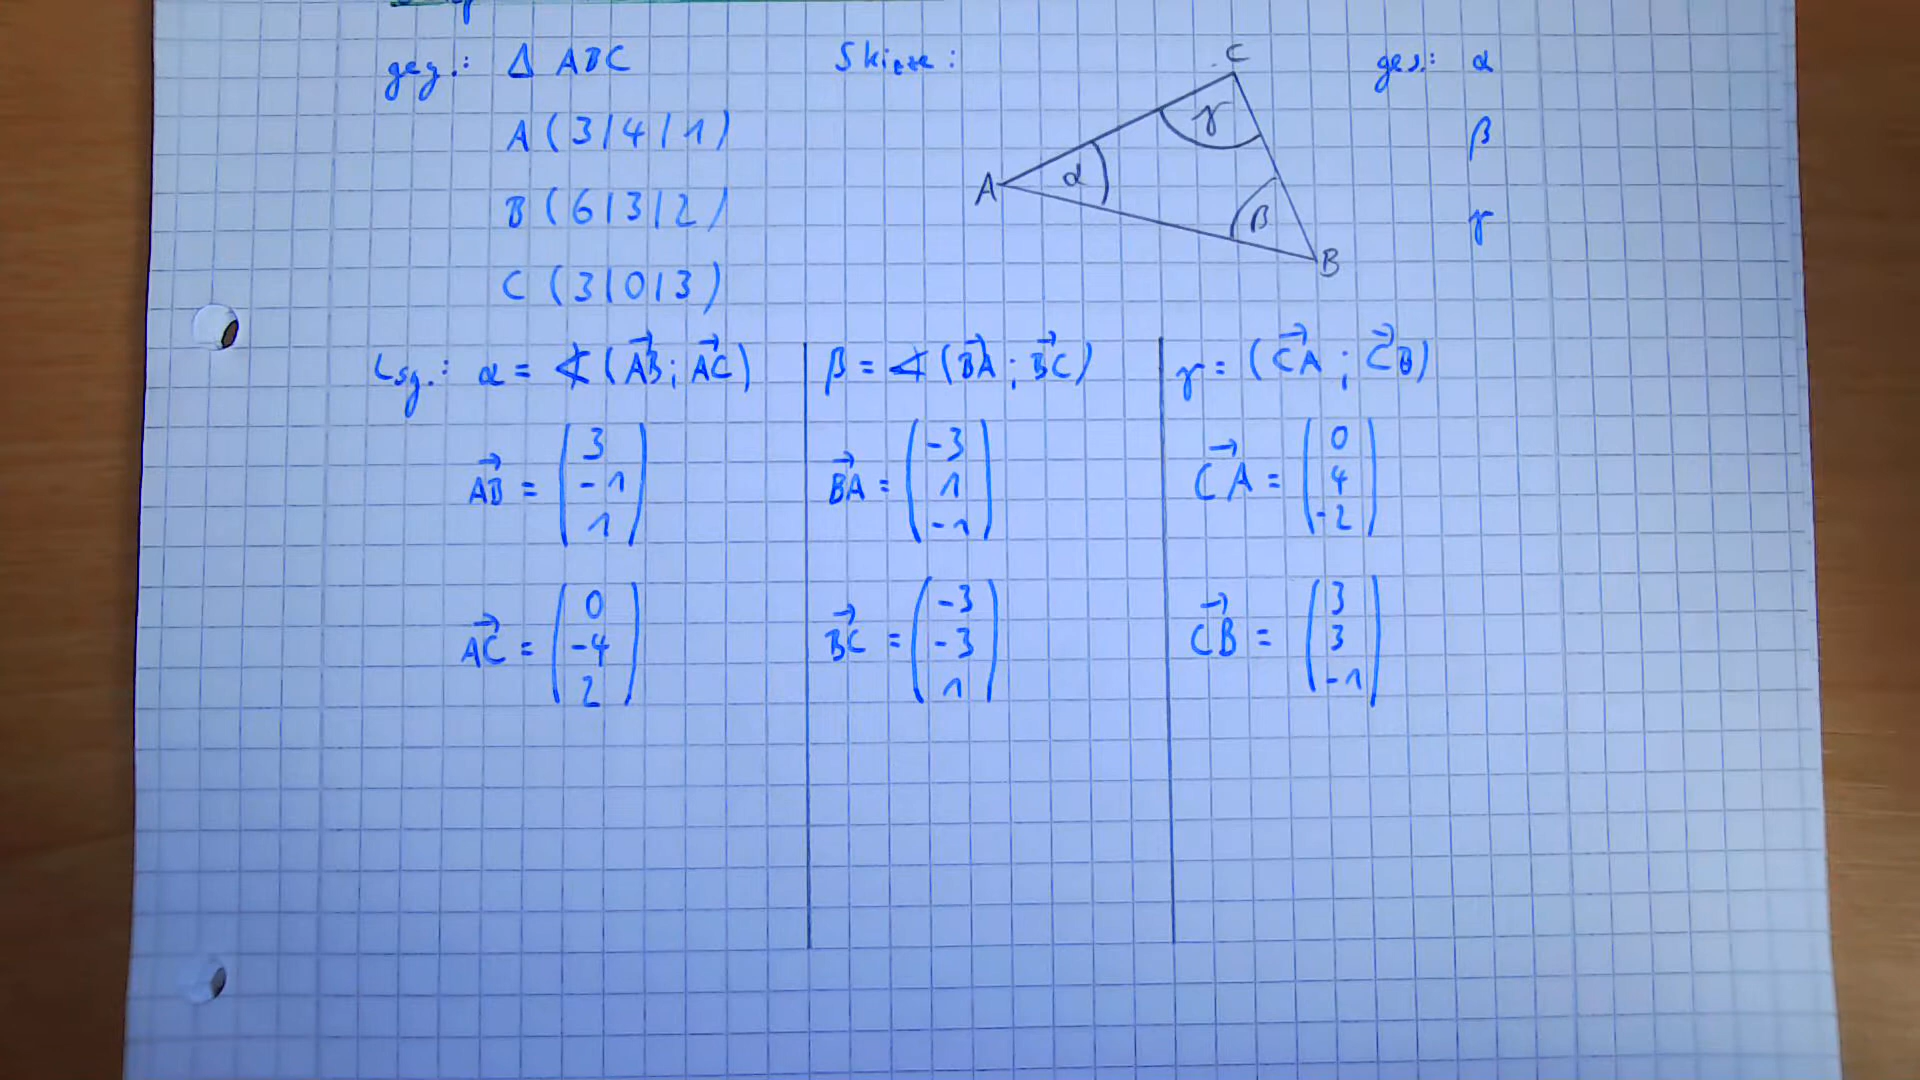 geg.: Δ ABC
A (3|4|1)
B (6|3|2)
C (3|0|3)
Skizze:
C
γ
A
α
β
B
ges.: α
β
γ
Lsg.: α = ∢ (A⃗B⃗; A⃗C⃗)
AB⃗ = (3 -1 1)
AC⃗ = (0 -4 2)
β = ∢ (BA⃗; BC⃗)
BA⃗ = (-3 1 -1)
BC⃗ = (-3 -3 1)
γ = (CA⃗; CB⃗)
CA⃗ = (0 4 -2)
CB⃗ = (3 3 -1)